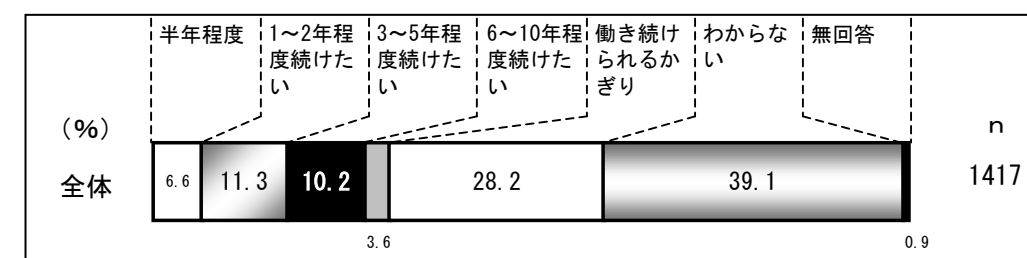 半年程度
1～2年程
度続けたい
3～5年程
度続けたい
6～10年程
度続けたい
働き続け
られるか
ぎり
わからな
い
無回答
（%）
n
全体
6.6
11.3
10.2
28.2
39.1
1417
3.6
0.9